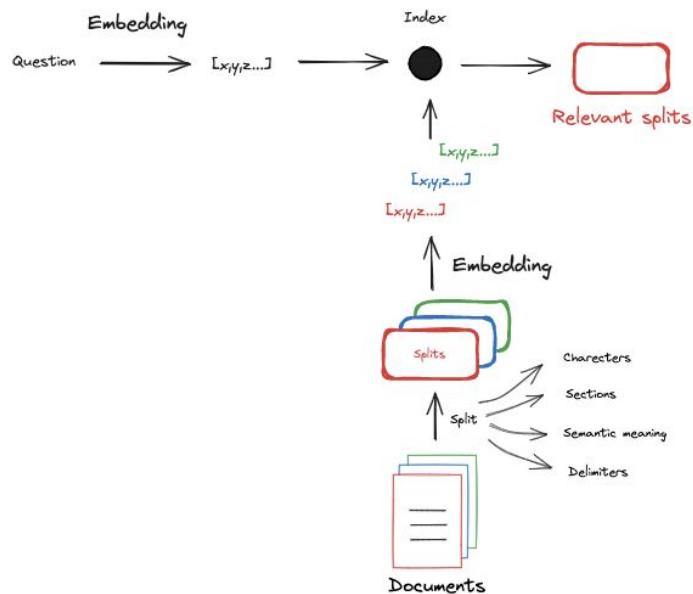 Embedding
Index
Question
[x,y,z...]
Relevant splits
[x,y,z...]
[x,y,z...]
[x,y,z...]
Embedding
Splits
Charecters
Split
Sections
Semantic meaning
Delimiters
Documents